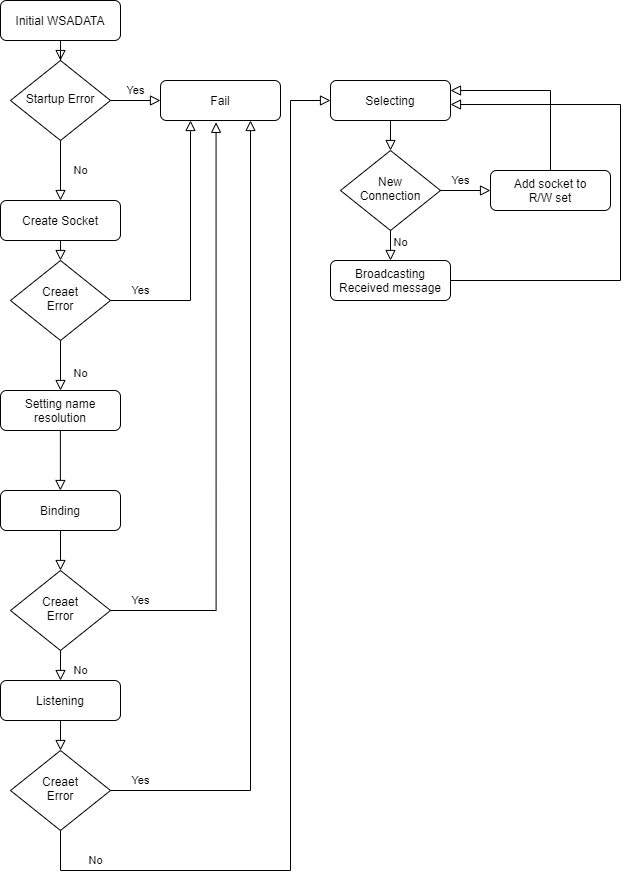 Initial WSADATA
Startup Error
Yes
Fail
No
Create Socket
Creaet
Error
Yes
No
Setting name
resolution
Binding
Creaet
Error
Yes
No
Listening
Creaet
Error
Yes
No
Selecting
New
Connection
Yes
Add socket to
R/W set
No
Broadcasting
Received message